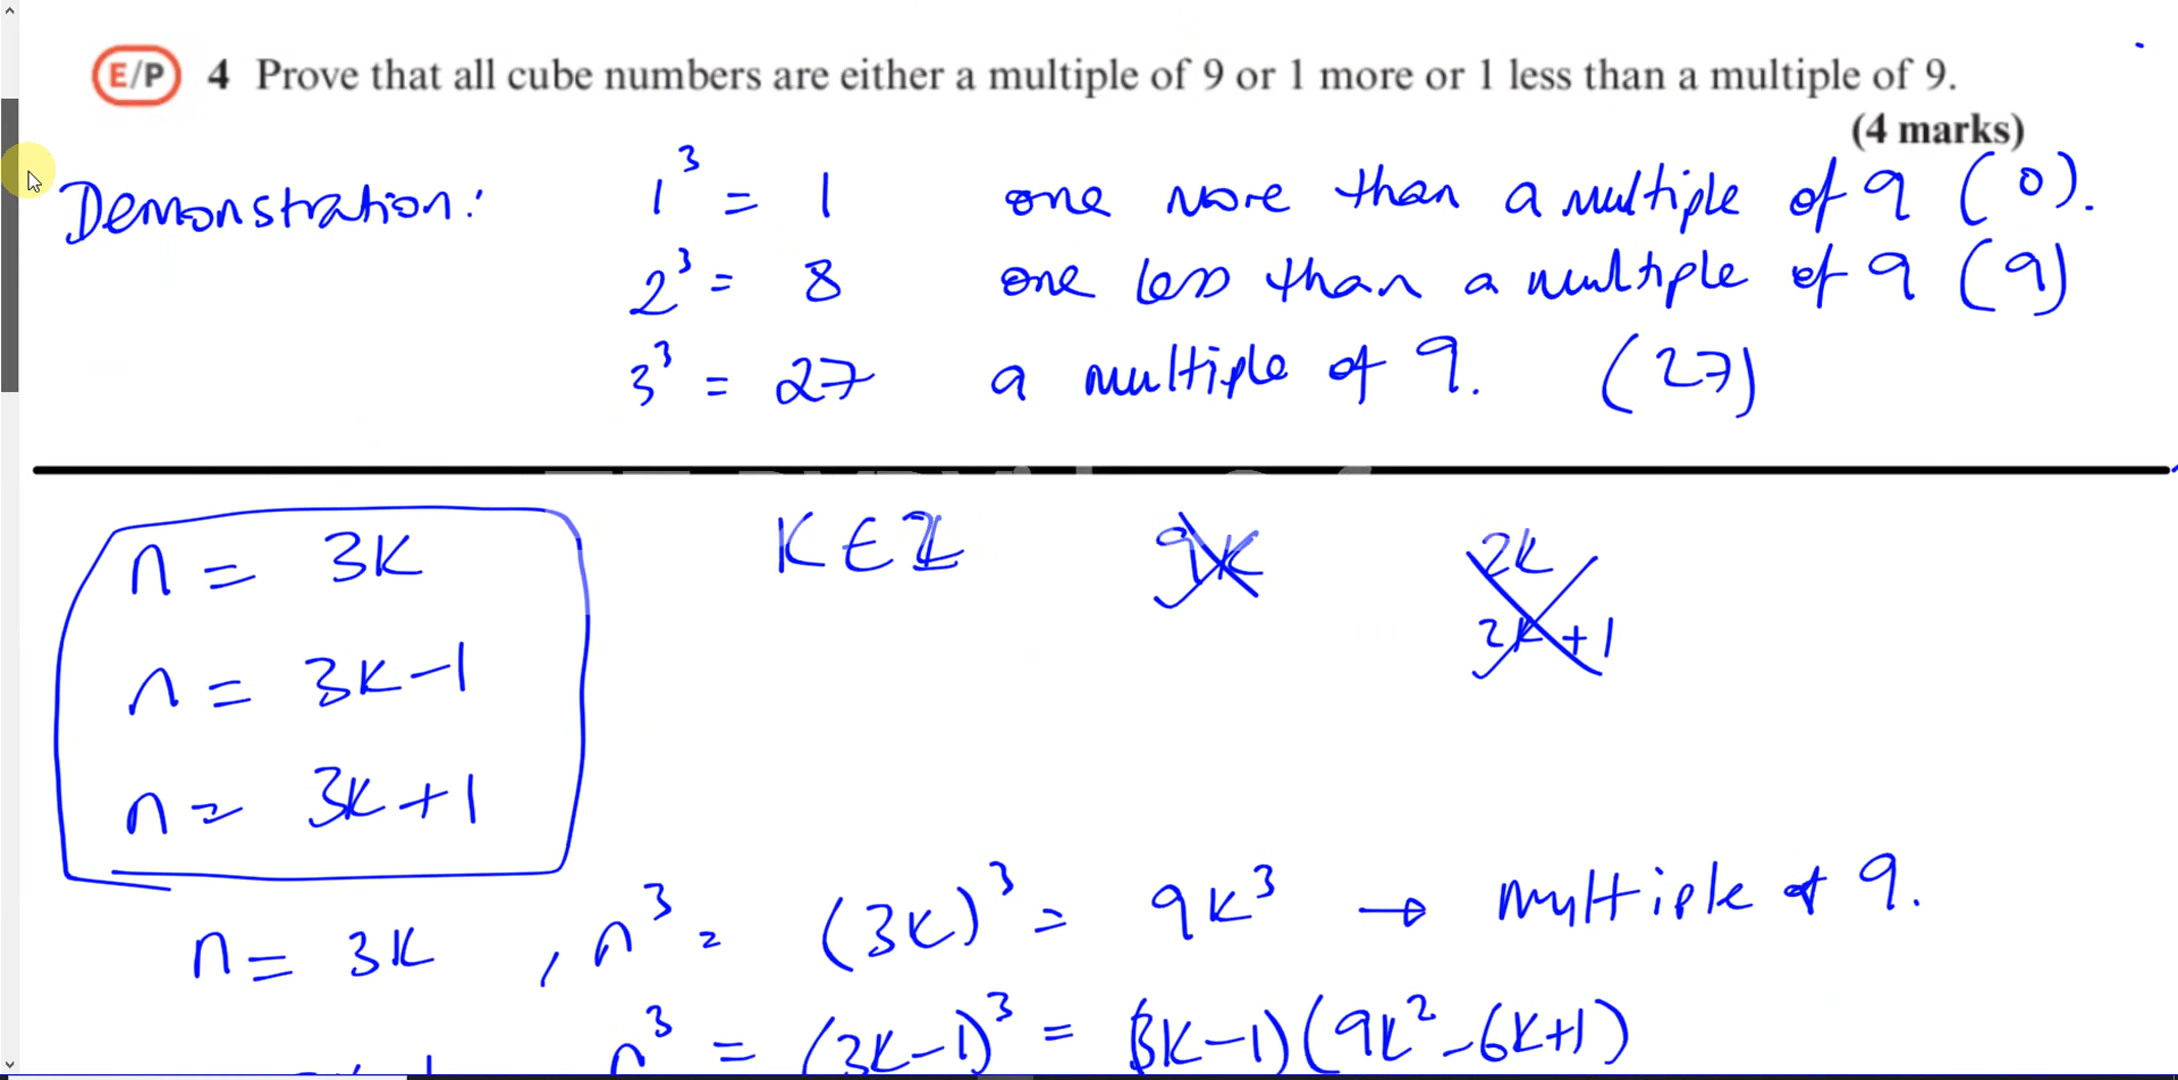 E/P 4 Prove that all cube numbers are either a multiple of 9 or 1 more or 1 less than a multiple of 9.
(4 marks)
Demonstration: 1³ = 1 one more than a multiple of 9 (0).
2³ = 8 one less than a multiple of 9 (9)
3³ = 27 a multiple of 9. (27)
n = 3K K ∈ ℤ 9K 2K
n = 3K-1 2K+1
n = 3K+1
n = 3K , n³ = (3K)³ = 9K³ → multiple of 9.
n³ = (3K-1)³ = (3K-1)(9K²-6K+1)